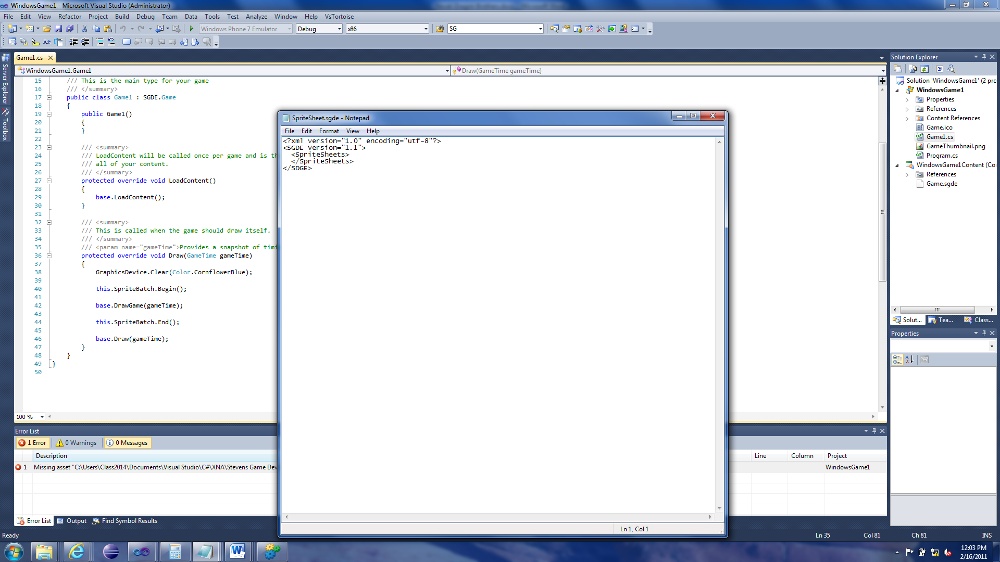 WindowsGame1 - Microsoft Visual Studio (Administrator)
File Edit View Refactor Project Build Debug Team Data Tools Test Analyze Window Help VsTortoise
Windows Phone 7 Emulator Debug x86 SG
Server Explorer
Toolbox
Game1.cs
WindowsGame1.Game1 Draw(GameTime gameTime)
15 /// This is the main type for your game
16 /// </summary>
17 public class Game1 : SGDE.Game
18 {
19 public Game1()
20 {
21 }
22
23 /// <summary>
24 /// LoadContent will be called once per game and is th
25 /// all of your content.
26 /// </summary>
27 protected override void LoadContent()
28 {
29 base.LoadContent();
30 }
31
32 /// <summary>
33 /// This is called when the game should draw itself.
34 /// </summary>
35 /// <param name="gameTime">Provides a snapshot of timi
36 protected override void Draw(GameTime gameTime)
37 {
38 GraphicsDevice.Clear(Color.CornflowerBlue);
39
40 this.SpriteBatch.Begin();
41
42 base.DrawGame(gameTime);
43
44 this.SpriteBatch.End();
45
46 base.Draw(gameTime);
47 }
48 }
49 }
50
100 %
SpriteSheet.sgde - Notepad
File Edit Format View Help
<?xml version="1.0" encoding="utf-8"?>
<SGDE Version="1.1">
<SpriteSheets>
</SpriteSheets>
</SDGE>
Ln 1, Col 1
Solution Explorer
Solution 'WindowsGame1' (2 pro
WindowsGame1
Properties
References
Content References
Game.ico
Game1.cs
GameThumbnail.png
Program.cs
WindowsGame1Content (Co
References
Game.sgde
Solut... Tea... Class...
Properties
Error List
1 Error 0 Warnings 0 Messages
Description Line Column Project
1 Missing asset "C:\Users\Class2014\Documents\Visual Studio\C#\XNA\Stevens Game Dev WindowsGame1
Error List Output Find Symbol Results
Ready Ln 35 Col 81 Ch 81 INS
12:03 PM
2/16/2011